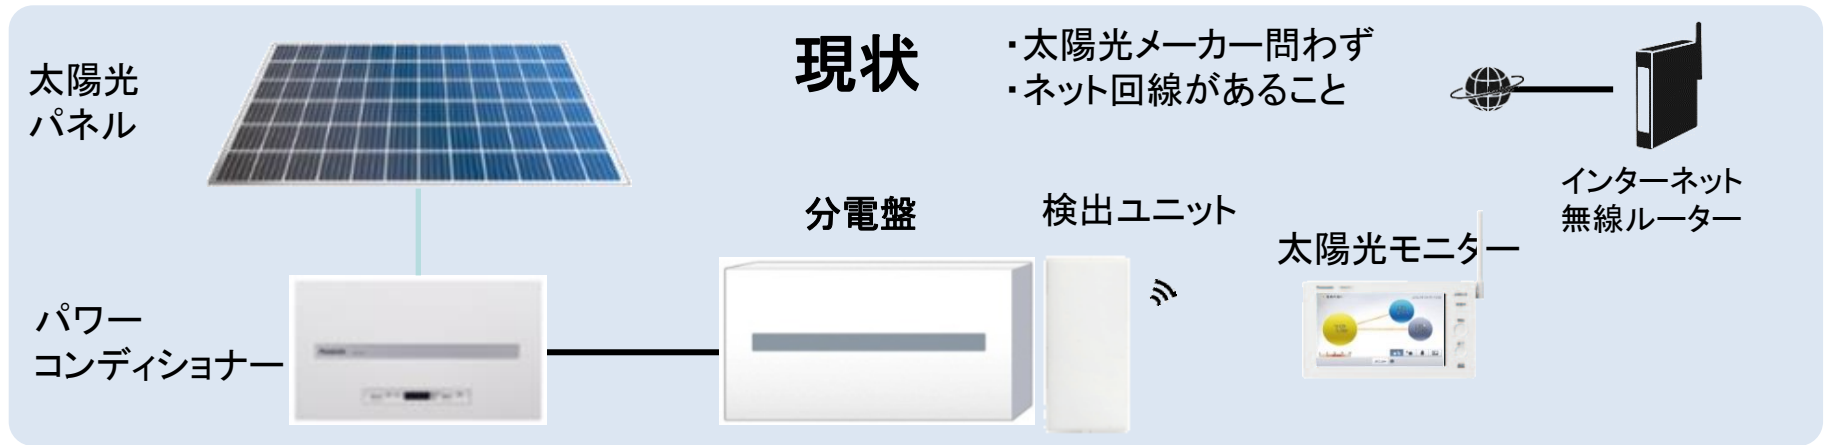 太陽光
パネル
現状
・太陽光メーカー問わず
・ネット回線があること
インターネット
無線ルーター
分電盤
検出ユニット
太陽光モニター
パワー
コンディショナー
Panasonic